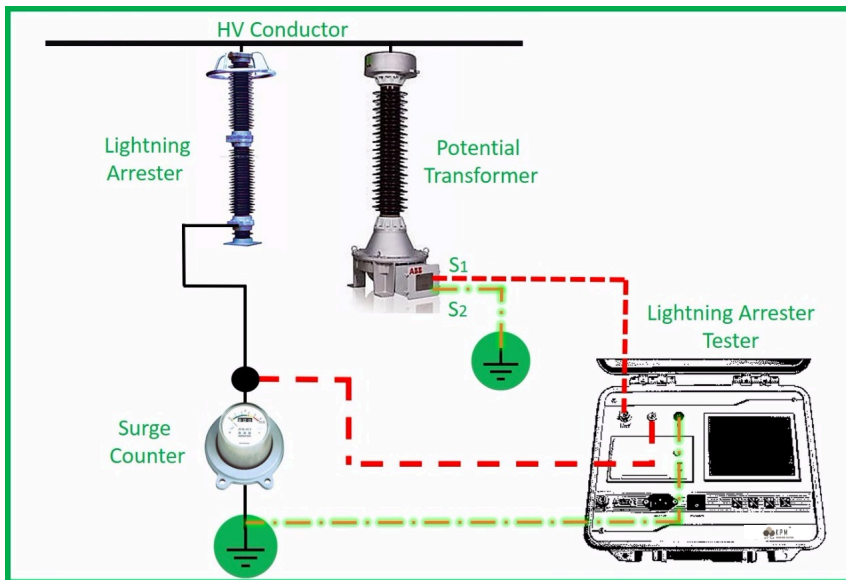 HV Conductor
Lightning
Arrester
Potential
Transformer
ABB
S1
S2
Lightning Arrester
Tester
Surge
Counter